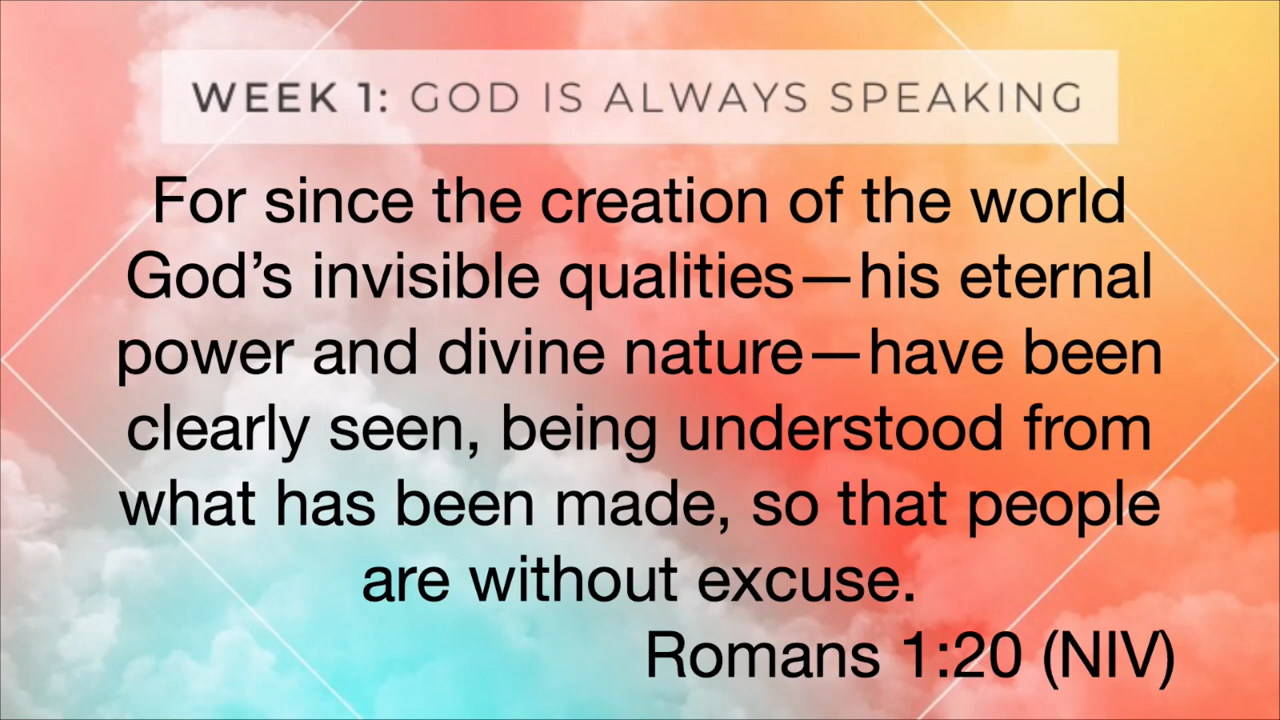 WEEK 1: GOD IS ALWAYS SPEAKING
For since the creation of the world
God’s invisible qualities—his eternal
power and divine nature—have been
clearly seen, being understood from
what has been made, so that people
are without excuse.
Romans 1:20 (NIV)